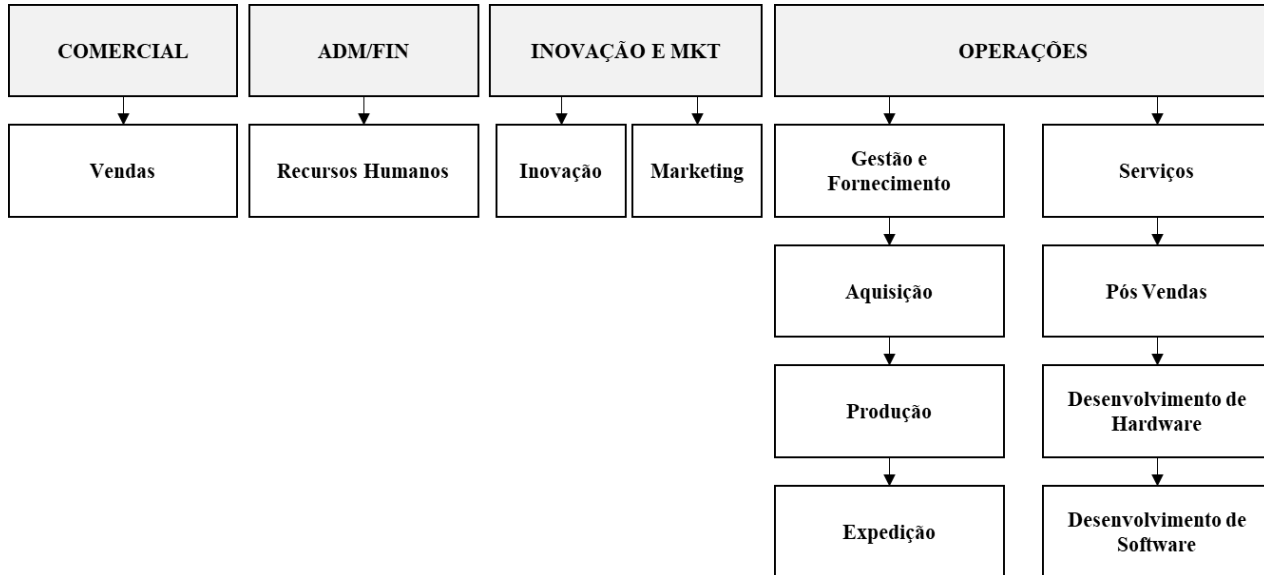 COMERCIAL
ADM/FIN
INOVAÇÃO E MKT
OPERAÇÕES
Vendas
Recursos Humanos
Inovação
Marketing
Gestão e
Fornecimento
Serviços
Aquisição
Pós Vendas
Produção
Desenvolvimento de
Hardware
Expedição
Desenvolvimento de
Software